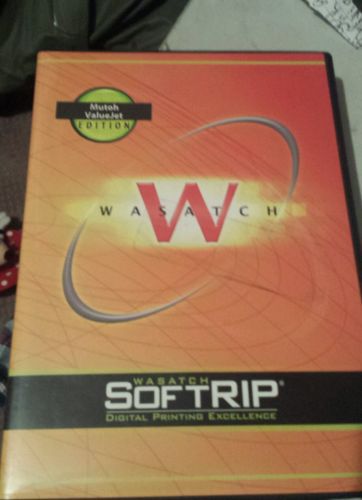 Mutoh
ValueJet
EDITION
W
WASATCH
WASATCH
SOFTRIP®
DIGITAL PRINTING EXCELLENCE